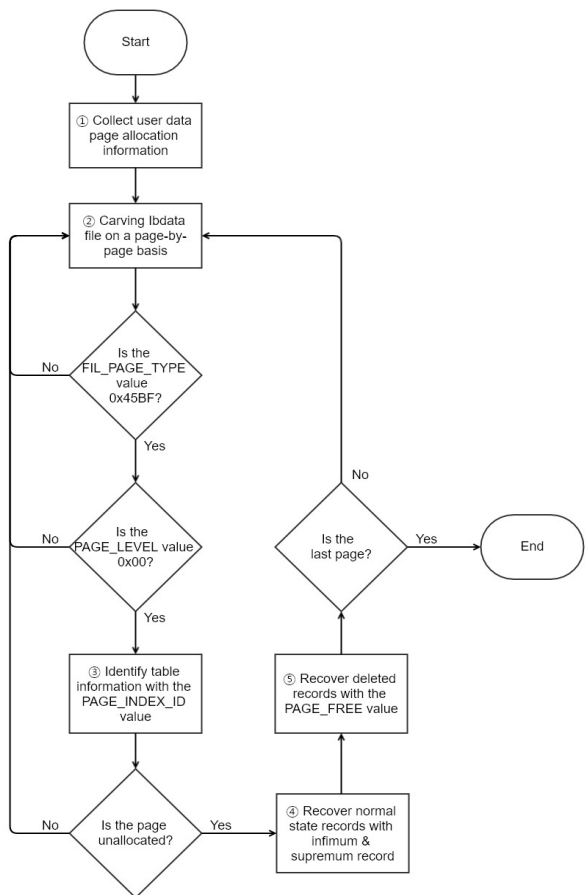 Start
① Collect user data
page allocation
information
② Carving Ibdata
file on a page-by-
page basis
Is the
FIL_PAGE_TYPE
value
0x45BF?
No
Yes
Is the
PAGE_LEVEL value
0x00?
No
Yes
③ Identify table
information with the
PAGE_INDEX_ID
value
Is the page
unallocated?
No
Yes
④ Recover normal
state records with
infimum &
supremum record
⑤ Recover deleted
records with the
PAGE_FREE value
Is the
last page?
No
Yes
End